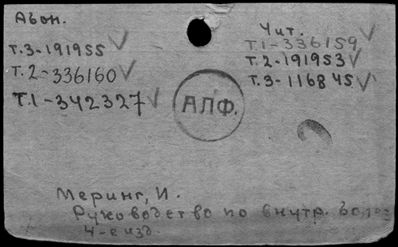 Абон.
Т.3-191955 ✓
Т.2-336160 ✓
Т.1-342327 ✓
Чит.
Т.1-336159 ✓
Т.2-191953 ✓
Т.3-116845 ✓
АЛФ.
Меринг, И.
Руководство по внутр. болез
4-е изд.